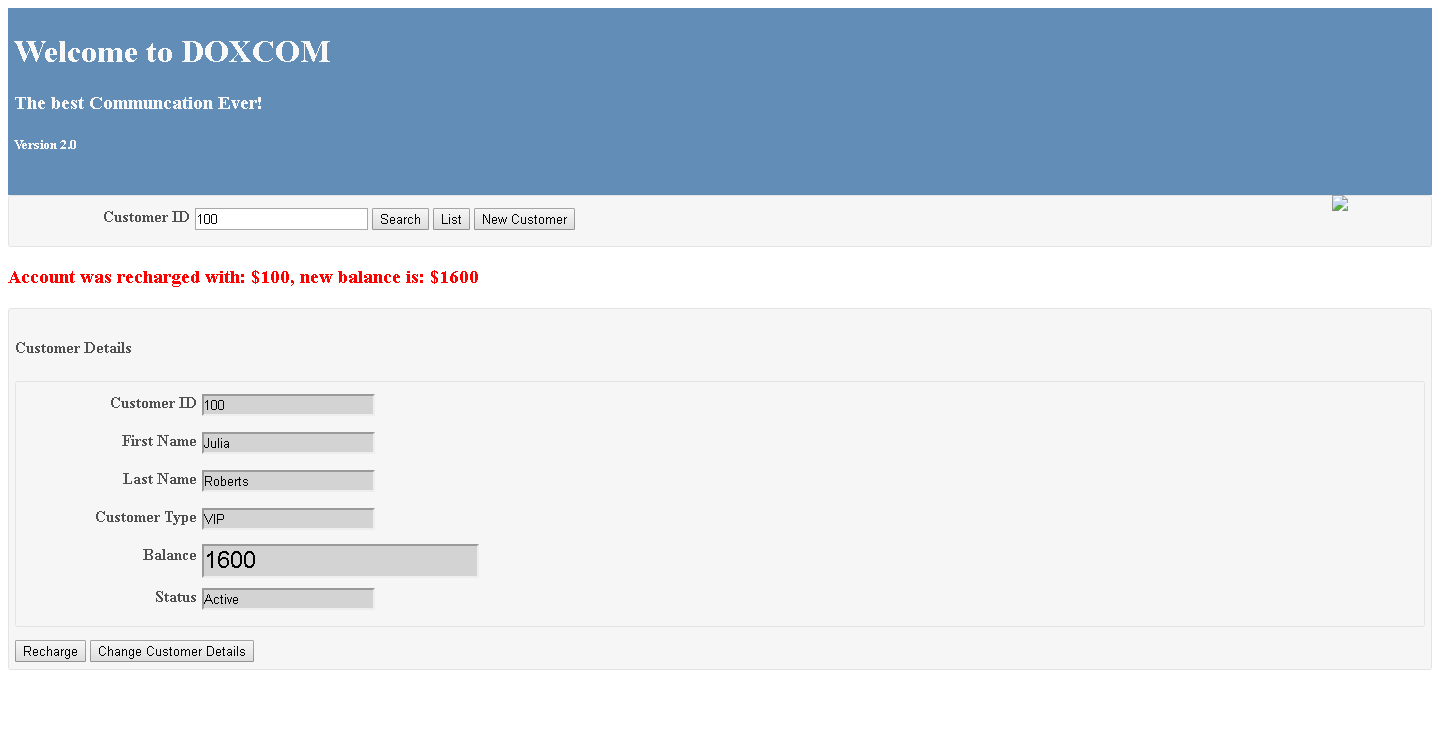 Welcome to DOXCOM
The best Communcation Ever!
Version 2.0
Customer ID 100 Search List New Customer
Account was recharged with: $100, new balance is: $1600
Customer Details
Customer ID 100
First Name Julia
Last Name Roberts
Customer Type VIP
Balance 1600
Status Active
Recharge Change Customer Details